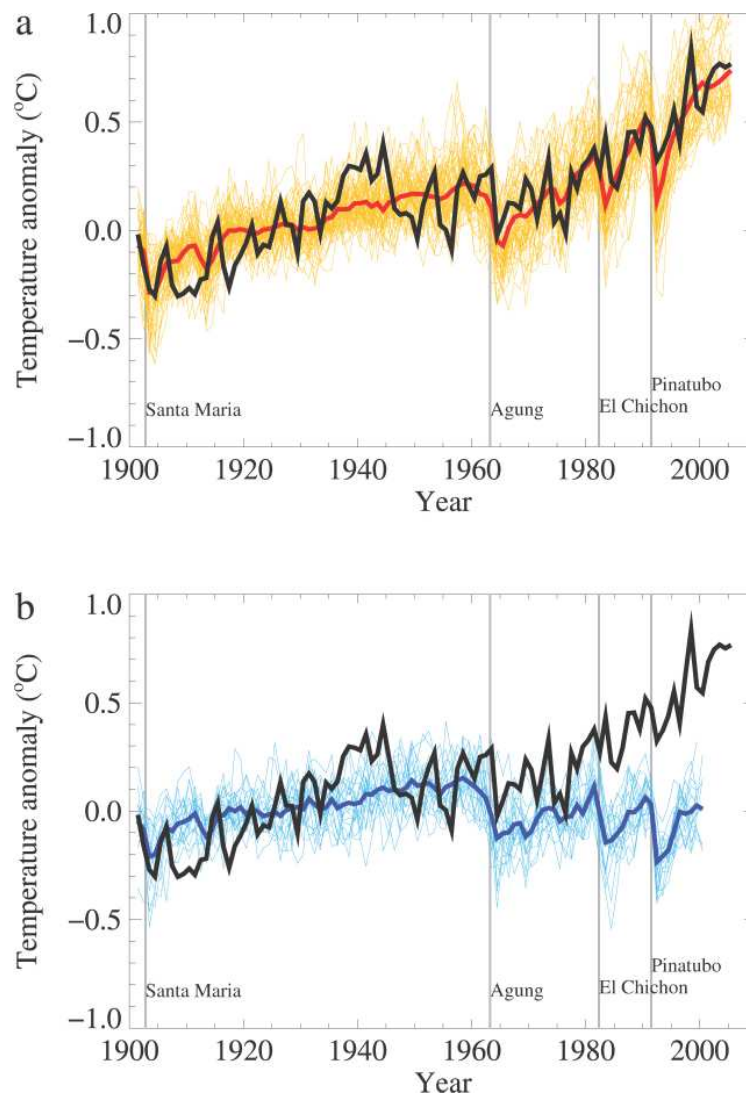 a
Temperature anomaly (°C)
1.0
0.5
0.0
−0.5
−1.0
Santa Maria
Agung
El Chichon
Pinatubo
1900 1920 1940 1960 1980 2000
Year
b
Temperature anomaly (°C)
1.0
0.5
0.0
−0.5
−1.0
Santa Maria
Agung
El Chichon
Pinatubo
1900 1920 1940 1960 1980 2000
Year